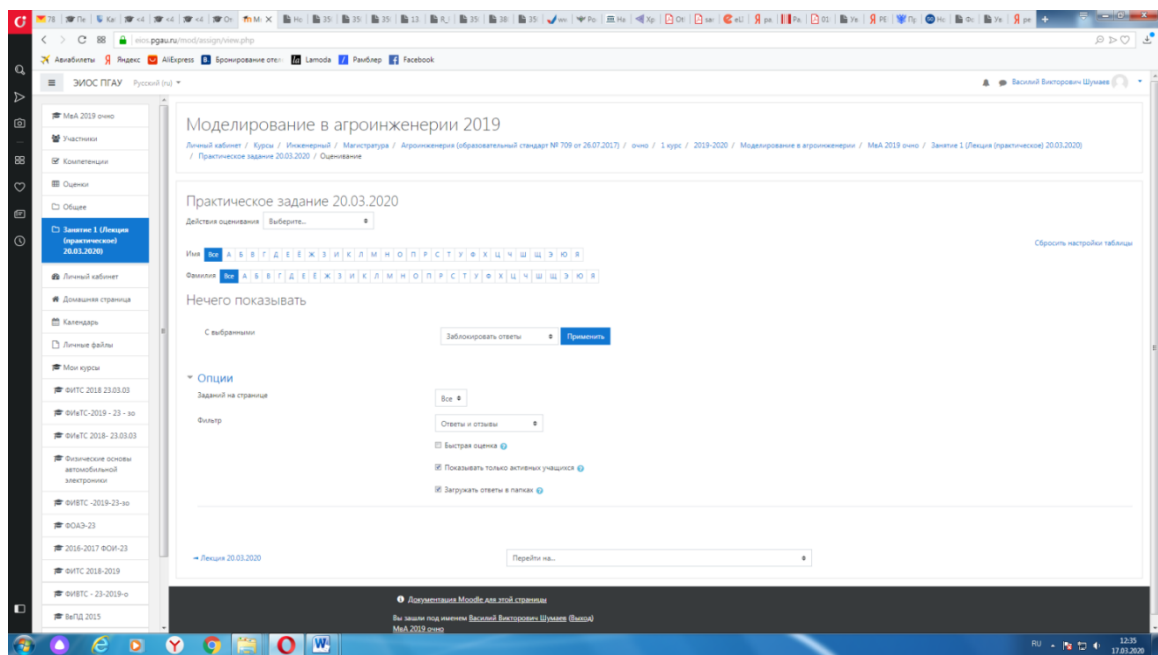 eios.pgau.ru/mod/assign/view.php
Авиабилеты Яндекс AliExpress Бронирование оте Lamoda Рамблер Facebook
ЭИОС ПГАУ Русский (ru) Василий Викторович Шумаев
МвА 2019 очно
Участники
Компетенции
Оценки
Общее
Занятие 1 (Лекция
(практическое)
20.03.2020)
Личный кабинет
Домашняя страница
Календарь
Личные файлы
Мои курсы
ФИТС 2018 23.03.03
ФИвТС-2019 - 23 - зо
ФИвТС 2018- 23.03.03
Физические основы
автомобильной
электроники
ФИВТС -2019-23-зо
ФОАЭ-23
2016-2017 ФОИ-23
ФИТС 2018-2019
ФИВТС - 23-2019-о
ВеПД 2015
Моделирование в агроинженерии 2019
Личный кабинет / Курсы / Инженерный / Магистратура / Агроинженерия (образовательный стандарт № 709 от 26.07.2017) / очно / 1 курс / 2019-2020 / Моделирование в агроинженерии / МвА 2019 очно / Занятие 1 (Лекция (практическое) 20.03.2020)
/ Практическое задание 20.03.2020 / Оценивание
Практическое задание 20.03.2020
Действия оценивания Выберите...
Сбросить настройки таблицы
Имя Все А Б В Г Д Е Ё Ж З И К Л М Н О П Р С Т У Ф Х Ц Ч Ш Щ Э Ю Я
Фамилия Все А Б В Г Д Е Ё Ж З И К Л М Н О П Р С Т У Ф Х Ц Ч Ш Щ Э Ю Я
Нечего показывать
С выбранными Заблокировать ответы Применить
Опции
Заданий на странице Все
Фильтр Ответы и отзывы
Быстрая оценка
Показывать только активных учащихся
Загружать ответы в папках
→ Лекция 20.03.2020 Перейти на...
Документация Moodle для этой страницы
Вы зашли под именем Василий Викторович Шумаев (Выход)
МвА 2019 очно
RU 12:35
17.03.2020